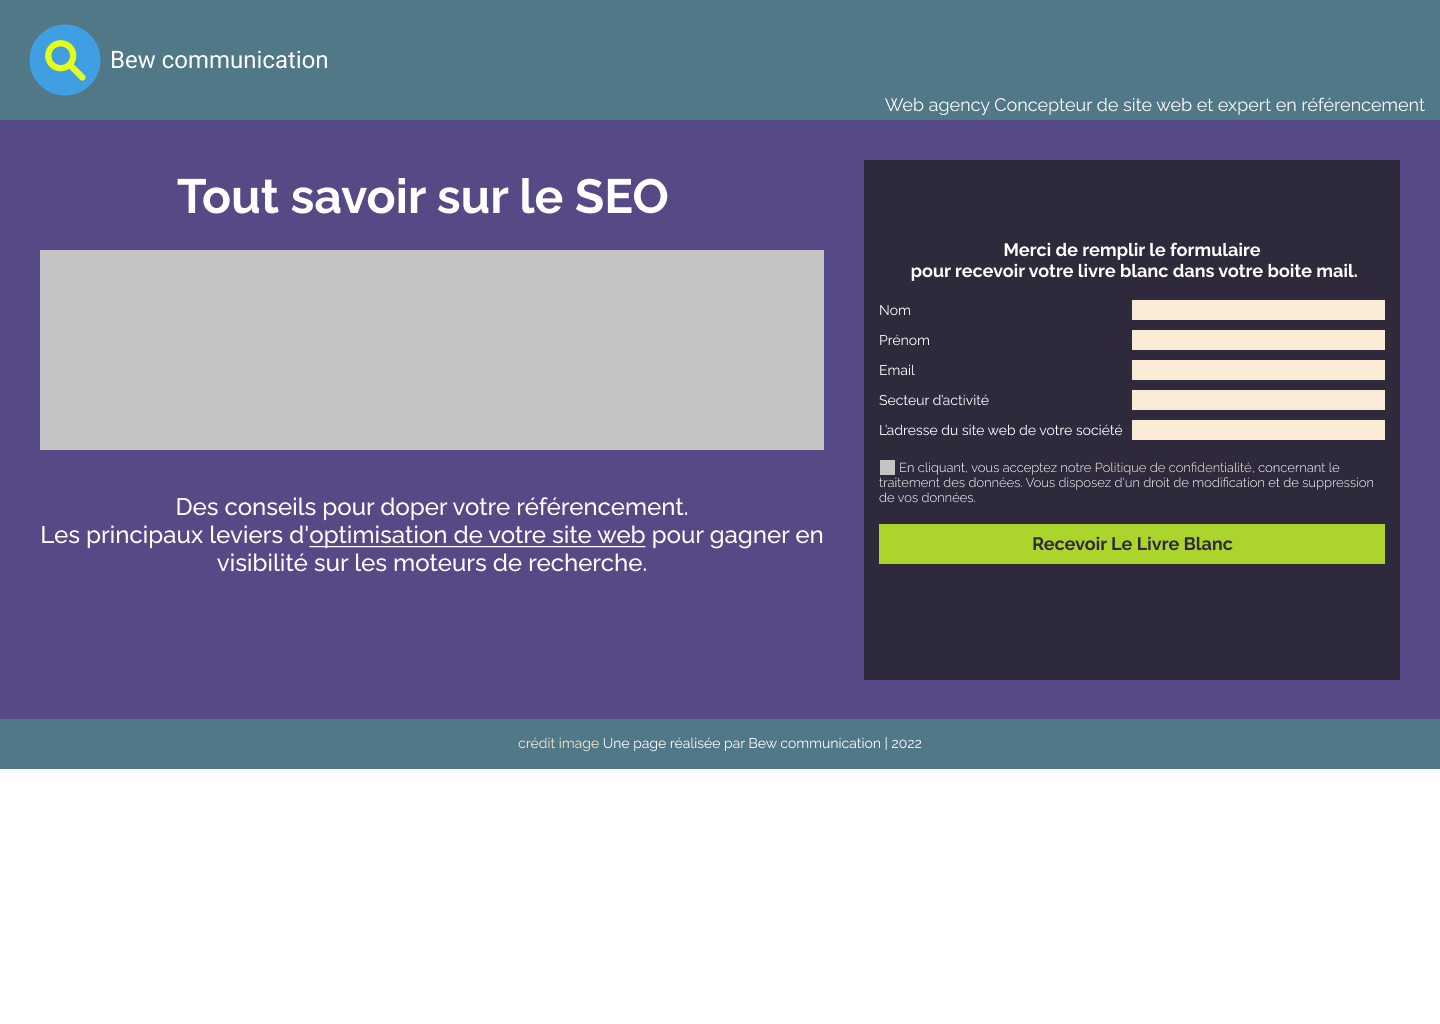 Bew communication
Web agency Concepteur de site web et expert en référencement
Tout savoir sur le SEO
Des conseils pour doper votre référencement.
Les principaux leviers d'optimisation de votre site web pour gagner en
visibilité sur les moteurs de recherche.
Merci de remplir le formulaire
pour recevoir votre livre blanc dans votre boite mail.
Nom
Prénom
Email
Secteur d'activité
L'adresse du site web de votre société
En cliquant, vous acceptez notre Politique de confidentialité, concernant le
traitement des données. Vous disposez d'un droit de modification et de suppression
de vos données.
Recevoir Le Livre Blanc
crédit image Une page réalisée par Bew communication | 2022